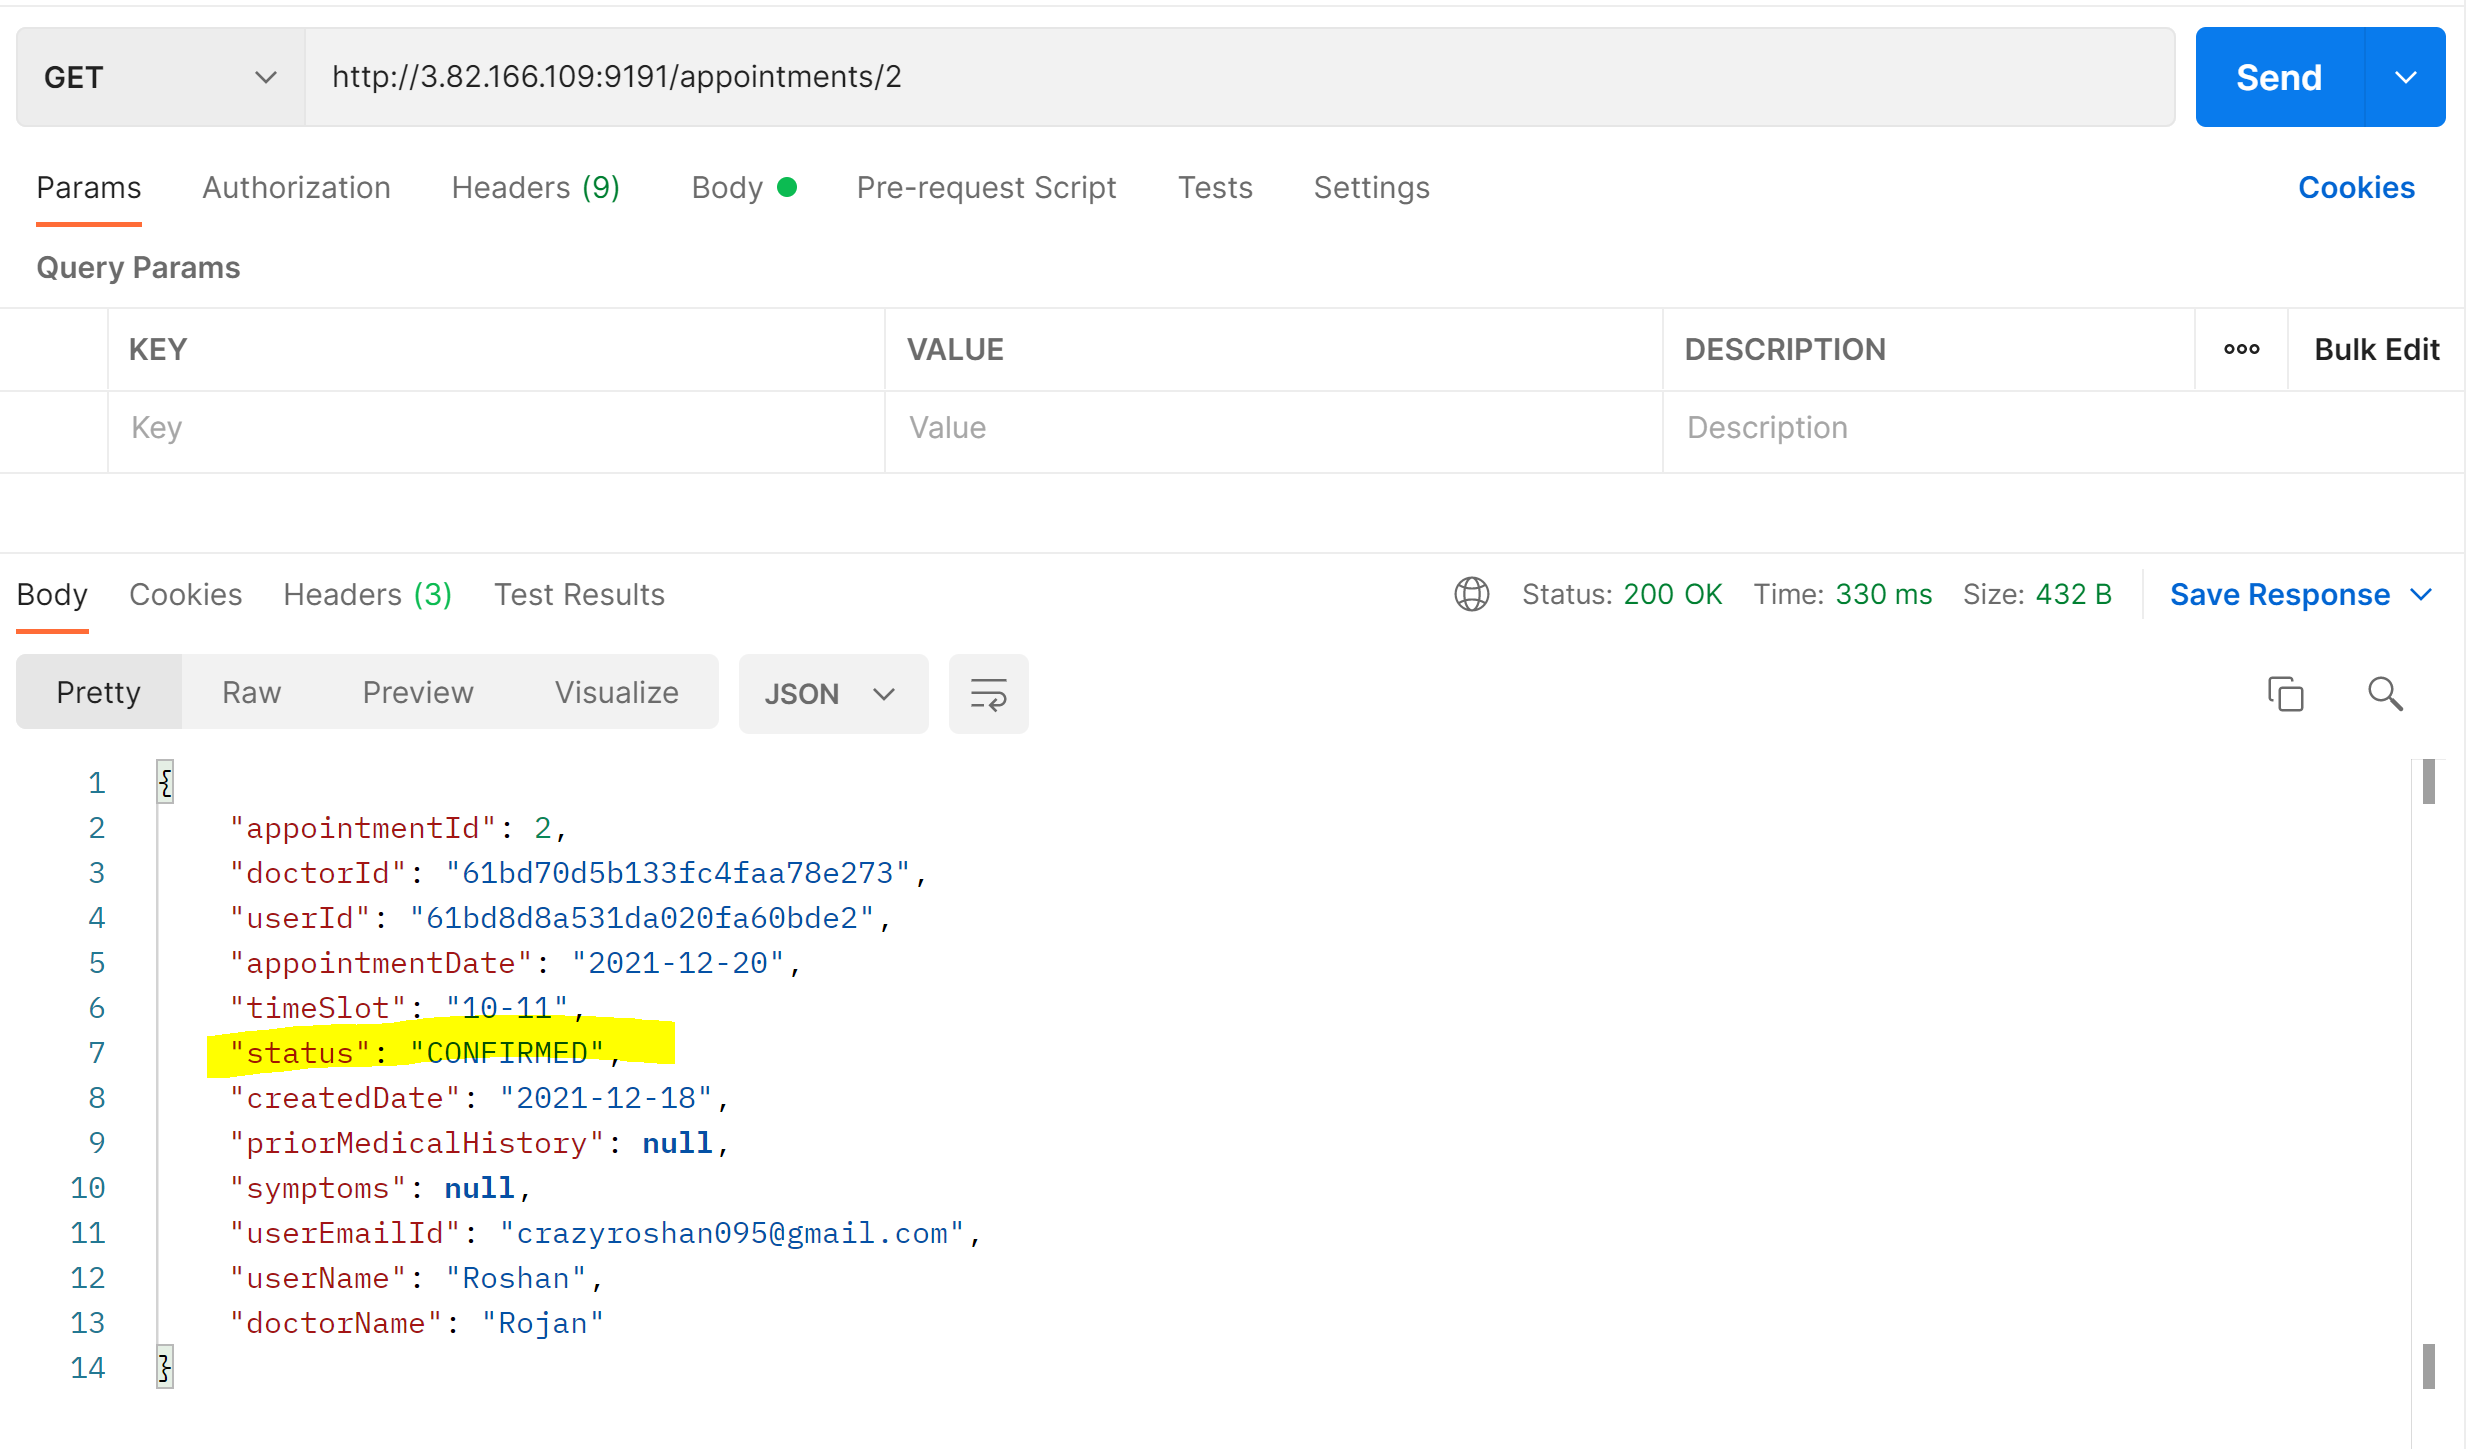 GET http://3.82.166.109:9191/appointments/2 Send
Params Authorization Headers (9) Body Pre-request Script Tests Settings Cookies
Query Params
KEY VALUE DESCRIPTION ooo Bulk Edit
Key Value Description
Body Cookies Headers (3) Test Results Status: 200 OK Time: 330 ms Size: 432 B Save Response
Pretty Raw Preview Visualize JSON
1 {
2 "appointmentId": 2,
3 "doctorId": "61bd70d5b133fc4faa78e273",
4 "userId": "61bd8d8a531da020fa60bde2",
5 "appointmentDate": "2021-12-20",
6 "timeSlot": "10-11",
7 "status": "CONFIRMED",
8 "createdDate": "2021-12-18",
9 "priorMedicalHistory": null,
10 "symptoms": null,
11 "userEmailId": "crazyroshan095@gmail.com",
12 "userName": "Roshan",
13 "doctorName": "Rojan"
14 }